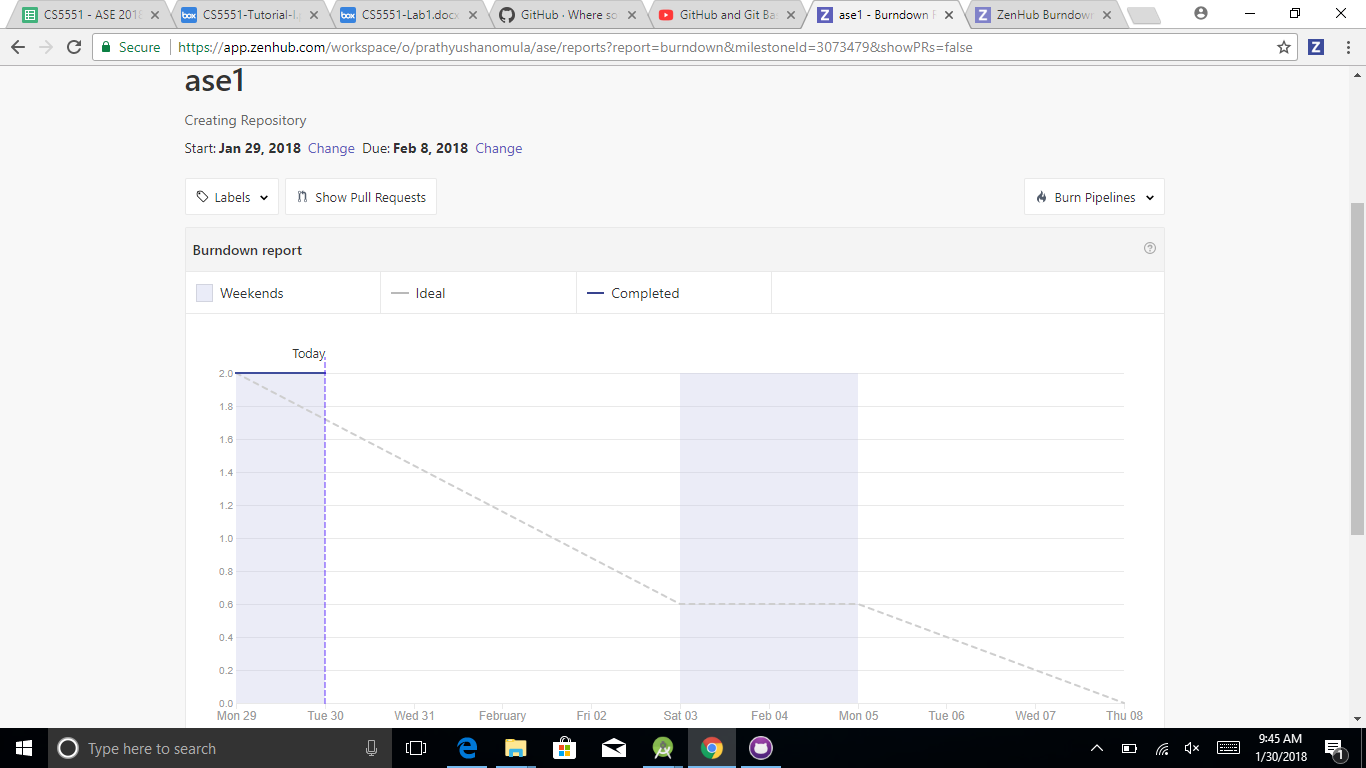 CS5551 - ASE 2018
CS5551-Tutorial-I.
CS5551-Lab1.docx
GitHub · Where so
GitHub and Git Ba
ase1 - Burndown R
ZenHub Burndown
Secure
https://app.zenhub.com/workspace/o/prathyushanomula/ase/reports?report=burndown&milestoneId=3073479&showPRs=false
ase1
Creating Repository
Start: Jan 29, 2018 Change Due: Feb 8, 2018 Change
Labels
Show Pull Requests
Burn Pipelines
Burndown report
Weekends
Ideal
Completed
Today
2.0
1.8
1.6
1.4
1.2
1.0
0.8
0.6
0.4
0.2
0.0
Mon 29 Tue 30 Wed 31 February Fri 02 Sat 03 Feb 04 Mon 05 Tue 06 Wed 07 Thu 08
Type here to search
9:45 AM
1/30/2018
1